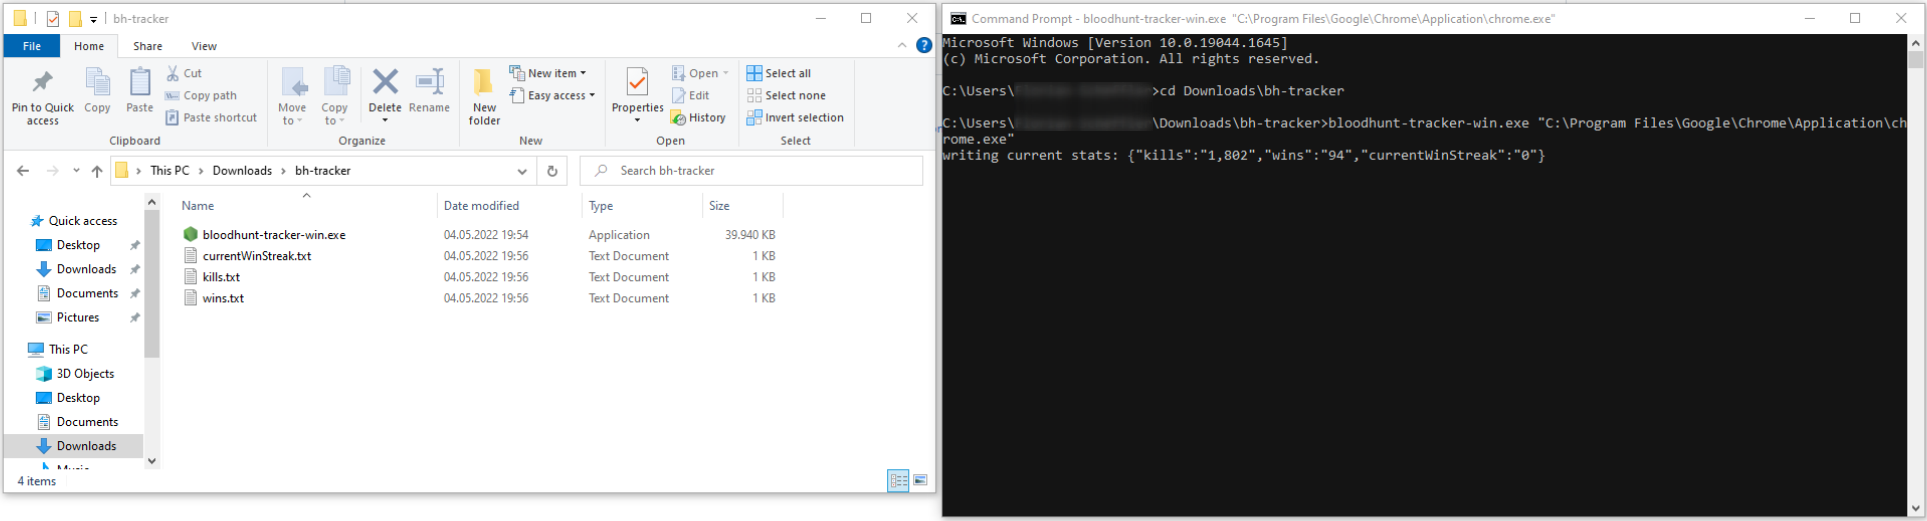 bh-tracker
File Home Share View
Pin to Quick access
Copy
Paste
Cut
Copy path
Paste shortcut
Clipboard
Move to
Copy to
Delete
Rename
Organize
New folder
New item
Easy access
New
Properties
Open
Edit
History
Open
Select all
Select none
Invert selection
Select
This PC > Downloads > bh-tracker
Search bh-tracker
Quick access
Desktop
Downloads
Documents
Pictures
This PC
3D Objects
Desktop
Documents
Downloads
Music
Name Date modified Type Size
bloodhunt-tracker-win.exe 04.05.2022 19:54 Application 39.940 KB
currentWinStreak.txt 04.05.2022 19:56 Text Document 1 KB
kills.txt 04.05.2022 19:56 Text Document 1 KB
wins.txt 04.05.2022 19:56 Text Document 1 KB
4 items
Command Prompt - bloodhunt-tracker-win.exe "C:\Program Files\Google\Chrome\Application\chrome.exe"
Microsoft Windows [Version 10.0.19044.1645]
(c) Microsoft Corporation. All rights reserved.
C:\Users\ >cd Downloads\bh-tracker
C:\Users\ \Downloads\bh-tracker>bloodhunt-tracker-win.exe "C:\Program Files\Google\Chrome\Application\ch
rome.exe"
writing current stats: {"kills":"1,802","wins":"94","currentWinStreak":"0"}